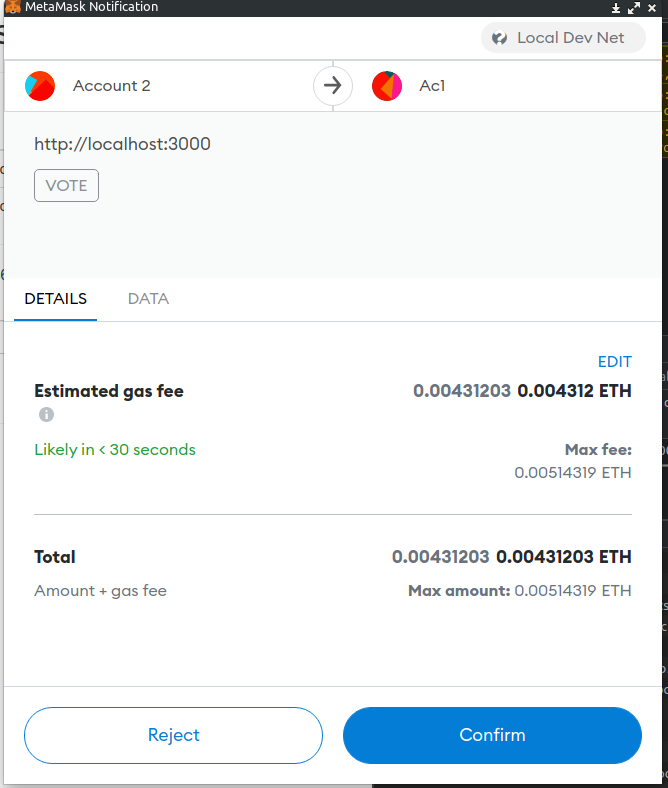 MetaMask Notification
Local Dev Net
Account 2
Ac1
http://localhost:3000
VOTE
DETAILS DATA
EDIT
Estimated gas fee 0.00431203 0.004312 ETH
Likely in < 30 seconds Max fee:
0.00514319 ETH
Total 0.00431203 0.00431203 ETH
Amount + gas fee Max amount: 0.00514319 ETH
Reject Confirm